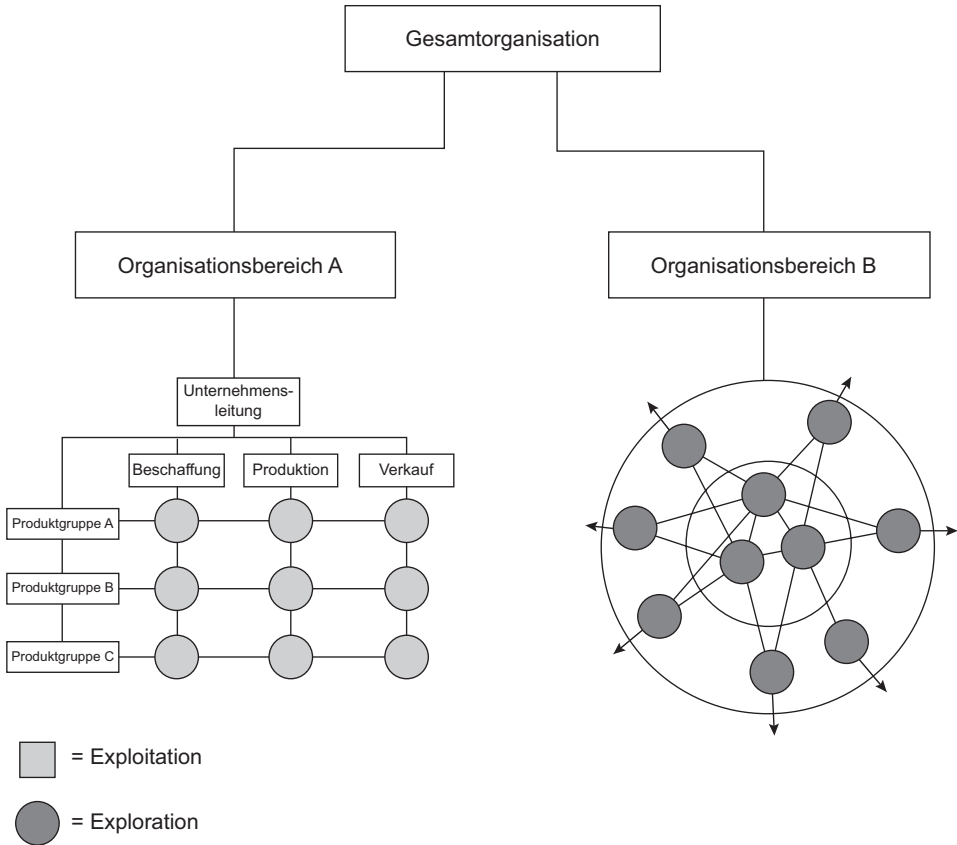 Gesamtorganisation
Organisationsbereich A
Organisationsbereich B
Unternehmens-
leitung
Beschaffung
Produktion
Verkauf
Produktgruppe A
Produktgruppe B
Produktgruppe C
= Exploitation
= Exploration